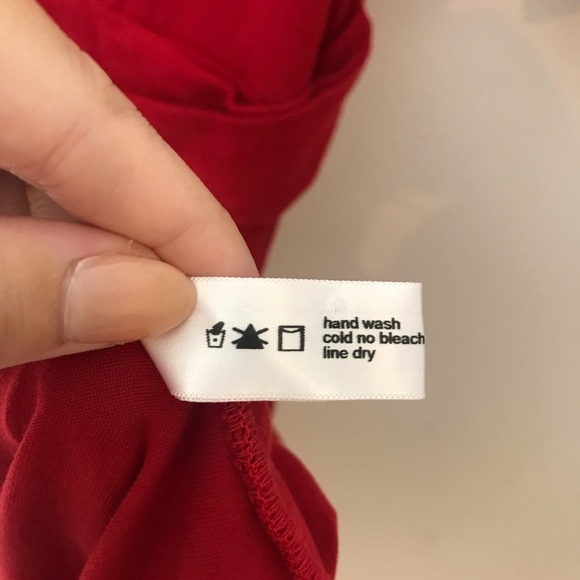 hand wash
cold no bleach
line dry